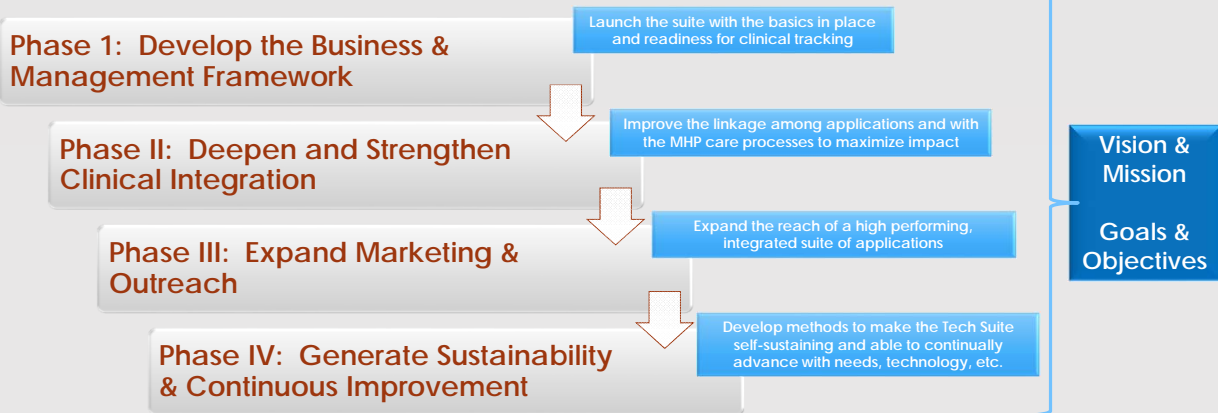 Phase 1: Develop the Business &
Management Framework
Launch the suite with the basics in place
and readiness for clinical tracking
Phase II: Deepen and Strengthen
Clinical Integration
Improve the linkage among applications and with
the MHP care processes to maximize impact
Phase III: Expand Marketing &
Outreach
Expand the reach of a high performing,
integrated suite of applications
Phase IV: Generate Sustainability
& Continuous Improvement
Develop methods to make the Tech Suite
self-sustaining and able to continually
advance with needs, technology, etc.
Vision &
Mission
Goals &
Objectives